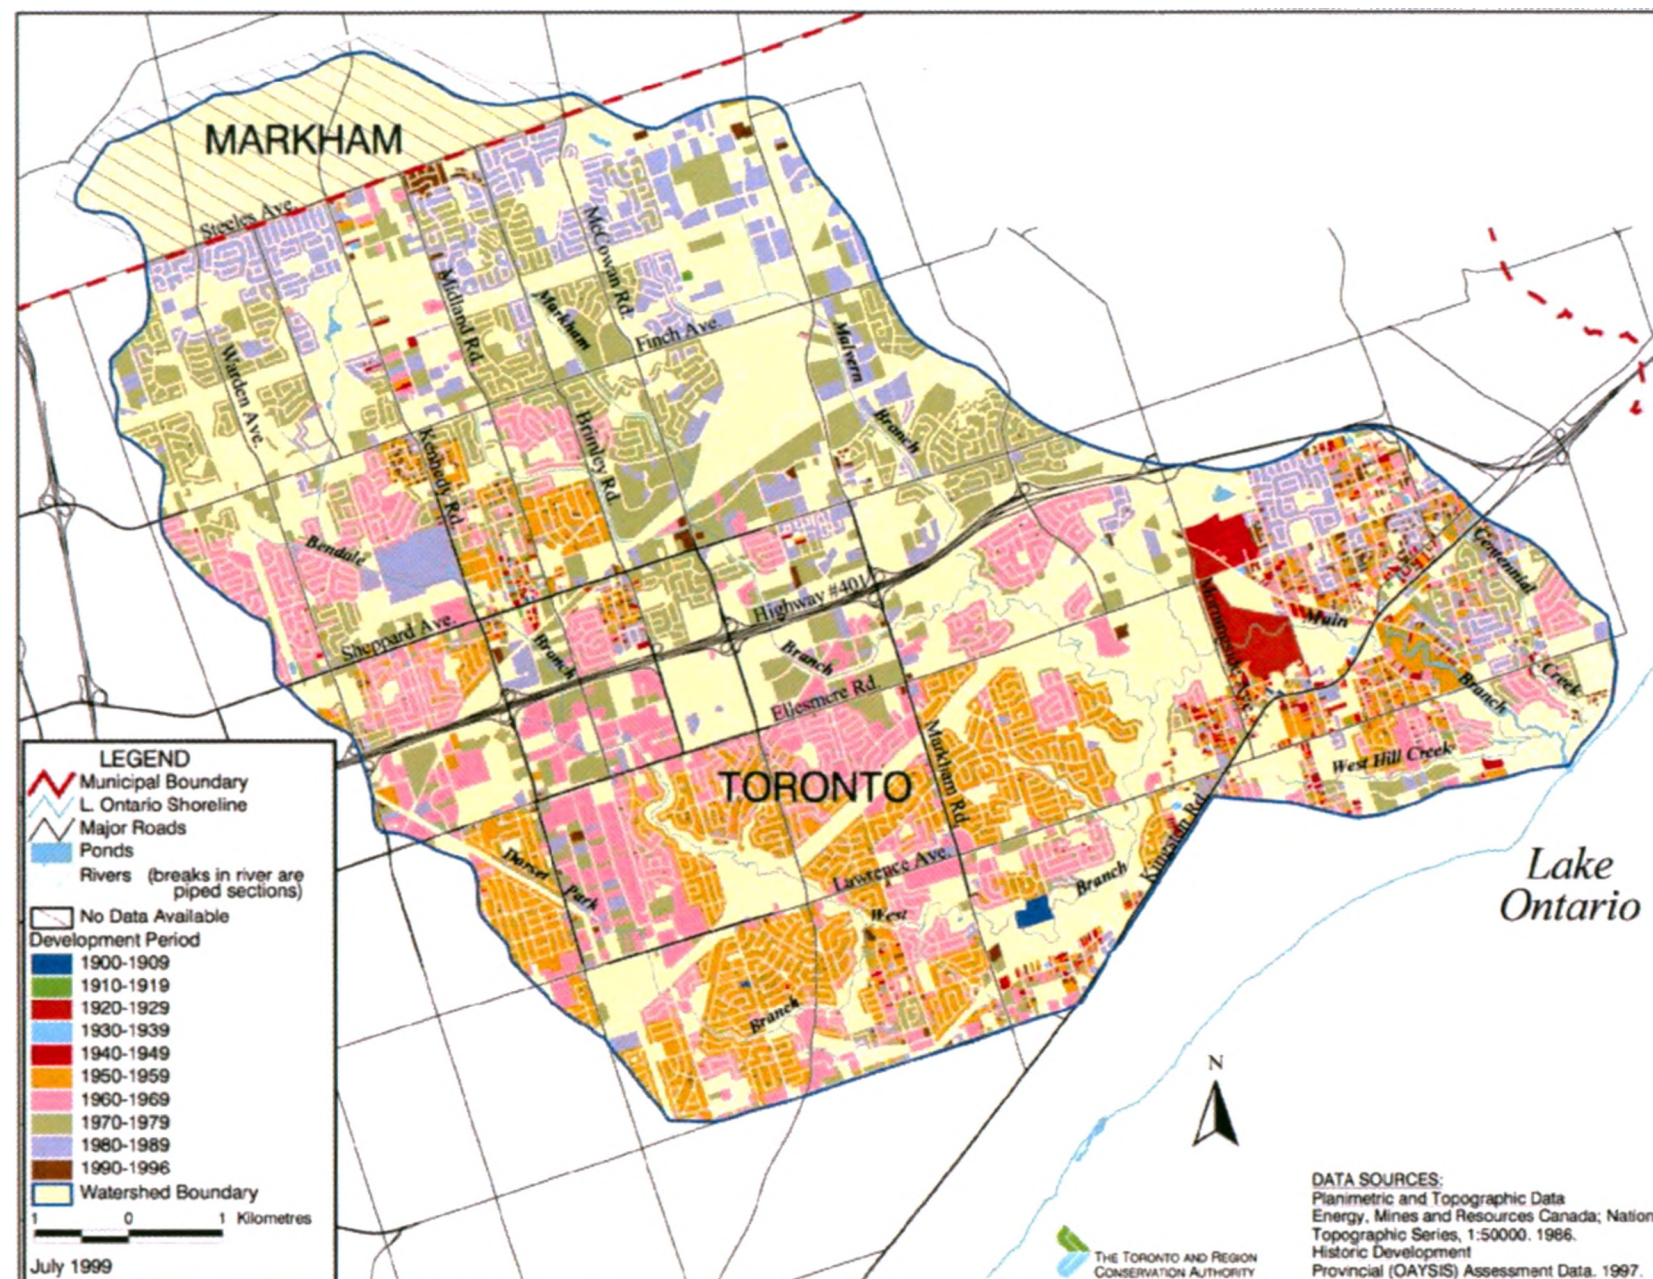 MARKHAM
Steeles Ave.
McCowan Rd.
Midland Rd.
Markham
Finch Ave.
Malvern
Warden Ave.
Branch
Brimley Rd.
Kennedy Rd.
Bendale
Centennial
Highway #401
Morningside Ave.
Main
Sheppard Ave.
Branch
Branch
Ellesmere Rd.
Branch
Creek
Markham Rd.
West Hill Creek
TORONTO
Kingston Rd.
Dorset
Park
Lawrence Ave.
Branch
West
Branch
Lake
Ontario
LEGEND
Municipal Boundary
L. Ontario Shoreline
Major Roads
Ponds
Rivers (breaks in river are
piped sections)
No Data Available
Development Period
1900-1909
1910-1919
1920-1929
1930-1939
1940-1949
1950-1959
1960-1969
1970-1979
1980-1989
1990-1996
Watershed Boundary
1 0 1 Kilometres
July 1999
N
THE TORONTO AND REGION
CONSERVATION AUTHORITY
DATA SOURCES:
Planimetric and Topographic Data
Energy, Mines and Resources Canada; Nation
Topographic Series, 1:50000. 1986.
Historic Development
Provincial (OAYSIS) Assessment Data. 1997.